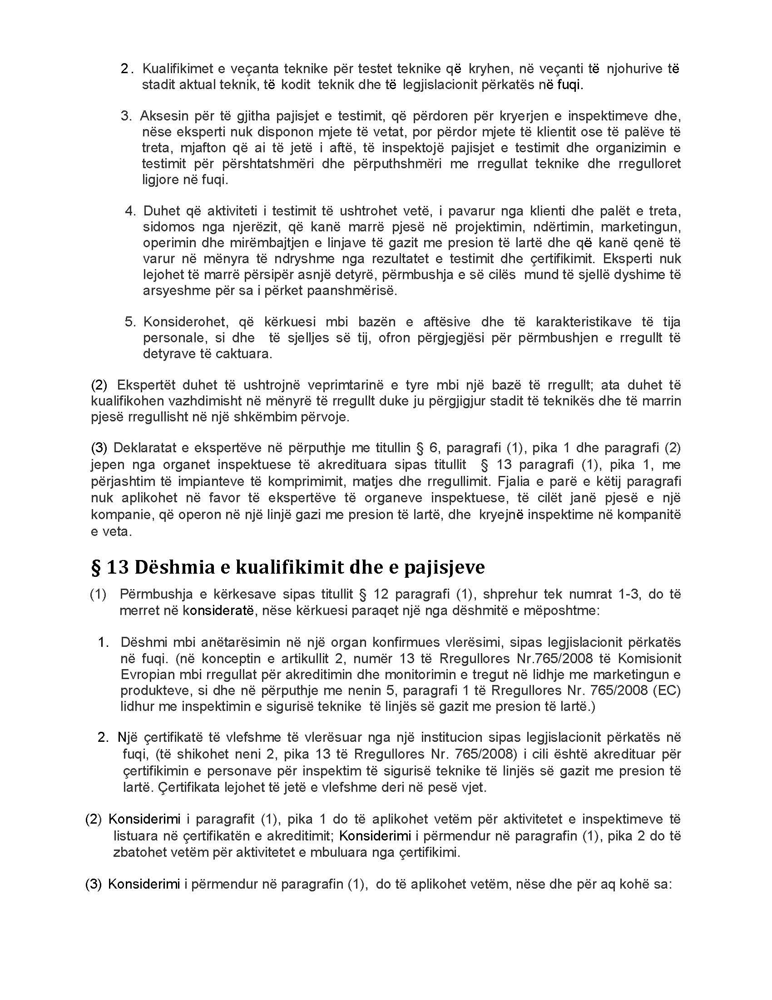 2. Kualifikimet e veçanta teknike për testet teknike që kryhen, në veçanti të njohurive të
stadit aktual teknik, të kodit teknik dhe të legjislacionit përkatës në fuqi.
3. Aksesin për të gjitha pajisjet e testimit, që përdoren për kryerjen e inspektimeve dhe,
nëse eksperti nuk disponon mjete të vetat, por përdor mjete të klientit ose të palëve të
treta, mjafton që ai të jetë i aftë, të inspektojë pajisjet e testimit dhe organizimin e
testimit për përshtatshmëri dhe përputhshmëri me rregullat teknike dhe rregulloret
ligjore në fuqi.
4. Duhet që aktiviteti i testimit të ushtrohet vetë, i pavarur nga klienti dhe palët e treta,
sidomos nga njerëzit, që kanë marrë pjesë në projektimin, ndërtimin, marketingun,
operimin dhe mirëmbajtjen e linjave të gazit me presion të lartë dhe që kanë qenë të
varur në mënyra të ndryshme nga rezultatet e testimit dhe çertifikimit. Eksperti nuk
lejohet të marrë përsipër asnjë detyrë, përmbushja e së cilës mund të sjellë dyshime të
arsyeshme për sa i përket paanshmërisë.
5. Konsiderohet, që kërkuesi mbi bazën e aftësive dhe të karakteristikave të tija
personale, si dhe të sjelljes së tij, ofron përgjegjësi për përmbushjen e rregullt të
detyrave të caktuara.
(2) Ekspertët duhet të ushtrojnë veprimtarinë e tyre mbi një bazë të rregullt; ata duhet të
kualifikohen vazhdimisht në mënyrë të rregullt duke ju përgjigjur stadit të teknikës dhe të marrin
pjesë rregullisht në një shkëmbim përvoje.
(3) Deklaratat e ekspertëve në përputhje me titullin § 6, paragrafi (1), pika 1 dhe paragrafi (2)
jepen nga organet inspektuese të akredituara sipas titullit § 13 paragrafi (1), pika 1, me
përjashtim të impianteve të komprimimit, matjes dhe rregullimit. Fjalia e parë e këtij paragrafi
nuk aplikohet në favor të ekspertëve të organeve inspektuese, të cilët janë pjesë e një
kompanie, që operon në një linjë gazi me presion të lartë, dhe kryejnë inspektime në kompanitë
e veta.
§ 13 Dëshmia e kualifikimit dhe e pajisjeve
(1) Përmbushja e kërkesave sipas titullit § 12 paragrafi (1), shprehur tek numrat 1-3, do të
merret në konsideratë, nëse kërkuesi paraqet një nga dëshmitë e mëposhtme:
1. Dëshmi mbi anëtarësimin në një organ konfirmues vlerësimi, sipas legjislacionit përkatës
në fuqi. (në konceptin e artikullit 2, numër 13 të Rregullores Nr.765/2008 të Komisionit
Evropian mbi rregullat për akreditimin dhe monitorimin e tregut në lidhje me marketingun e
produkteve, si dhe në përputhje me nenin 5, paragrafi 1 të Rregullores Nr. 765/2008 (EC)
lidhur me inspektimin e sigurisë teknike të linjës së gazit me presion të lartë.)
2. Një çertifikatë të vlefshme të vlerësuar nga një institucion sipas legjislacionit përkatës në
fuqi, (të shikohet neni 2, pika 13 të Rregullores Nr. 765/2008) i cili është akredituar për
çertifikimin e personave për inspektim të sigurisë teknike të linjës së gazit me presion të
lartë. Çertifikata lejohet të jetë e vlefshme deri në pesë vjet.
(2) Konsiderimi i paragrafit (1), pika 1 do të aplikohet vetëm për aktivitetet e inspektimeve të
listuara në çertifikatën e akreditimit; Konsiderimi i përmendur në paragrafin (1), pika 2 do të
zbatohet vetëm për aktivitetet e mbuluara nga çertifikimi.
(3) Konsiderimi i përmendur në paragrafin (1), do të aplikohet vetëm, nëse dhe për aq kohë sa: